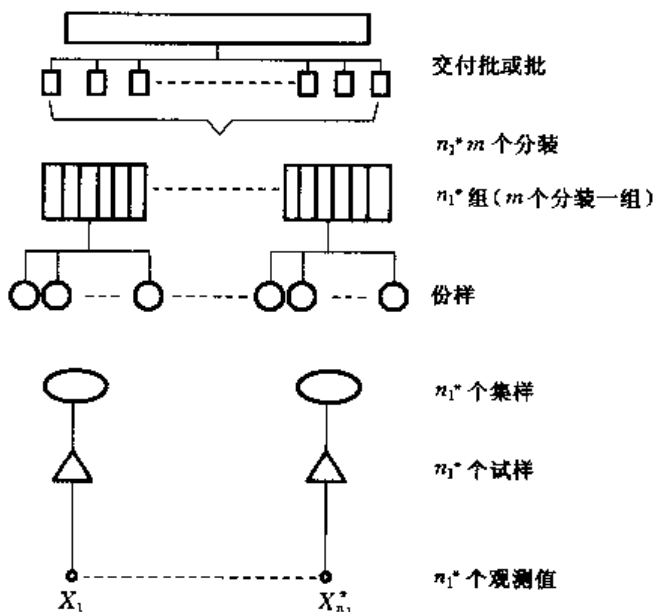 交付批或批
n₁* m 个分装
n₁* 组（m 个分装一组）
份样
n₁* 个集样
n₁* 个试样
n₁* 个观测值
X₁ X*ₙ₁